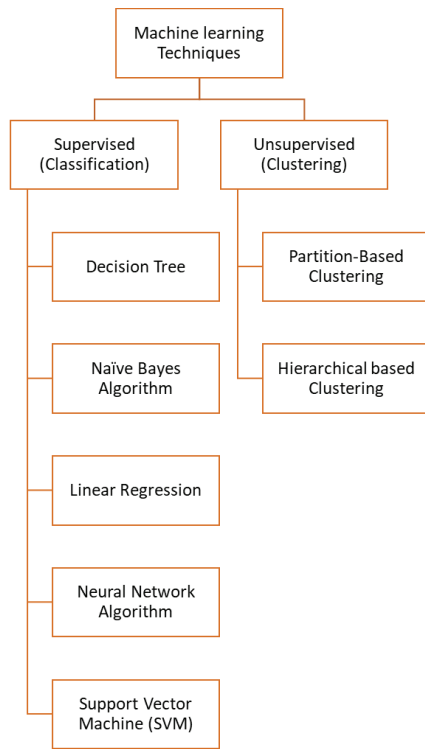 Machine learning
Techniques
Supervised
(Classification)
Unsupervised
(Clustering)
Decision Tree
Partition-Based
Clustering
Naïve Bayes
Algorithm
Hierarchical based
Clustering
Linear Regression
Neural Network
Algorithm
Support Vector
Machine (SVM)